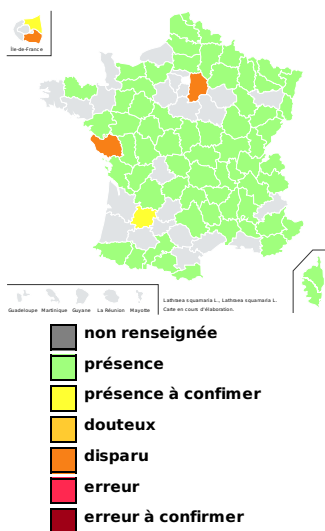 Île-de-France
Guadeloupe Martinique Guyane La Réunion Mayotte
Lathraea squamaria L., Lathraea squamaria L.
Carte en cours d'élaboration.
non renseignée
présence
présence à confimer
douteux
disparu
erreur
erreur à confirmer